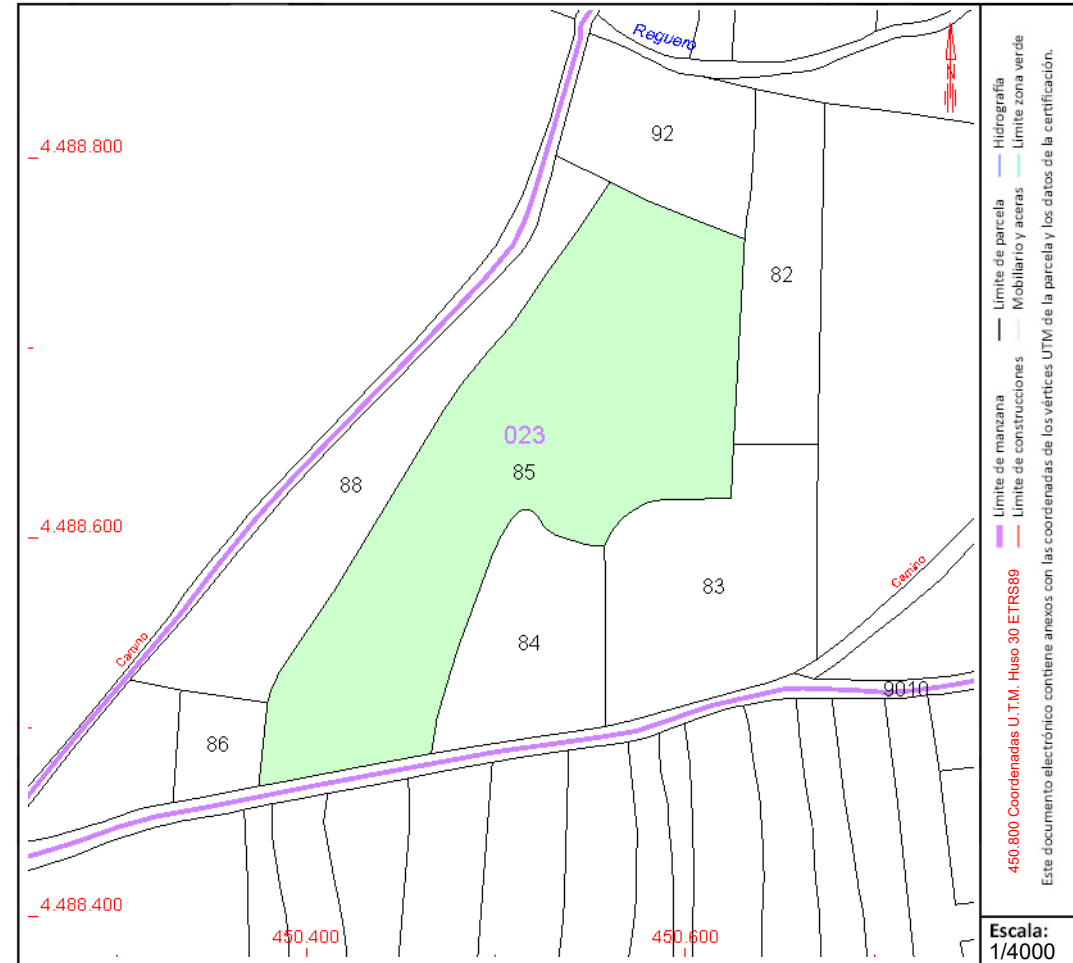 Reguero
N
92
4.488.800
82
023
85
88
4.488.600
83
Camino
84
Camino
9010
86
4.488.400
450.400
450.600
Hidrografía
Límite zona verde
Límite de parcela
Mobiliario y aceras
Límite de manzana
Límite de construcciones
450.800 Coordenadas U.T.M. Huso 30 ETRS89
Este documento electrónico contiene anexos con las coordenadas de los vértices UTM de la parcela y los datos de la certificación.
Escala:
1/4000